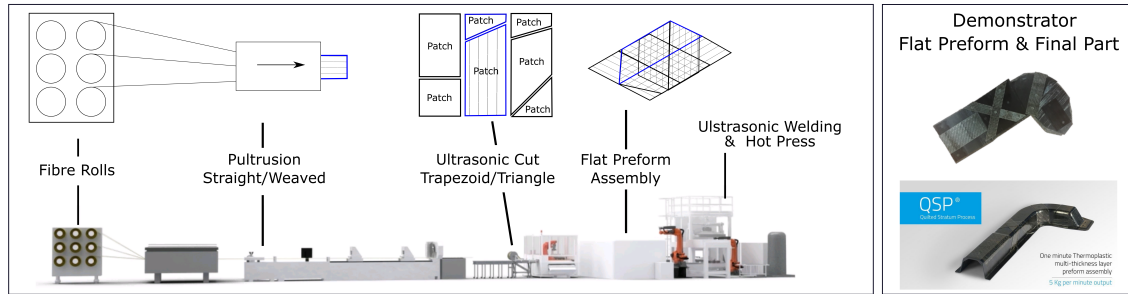 Fibre Rolls
Pultrusion
Straight/Weaved
Patch
Patch
Patch
Patch
Patch
Patch
Patch
Ultrasonic Cut
Trapezoid/Triangle
Flat Preform
Assembly
Ulstrasonic Welding
& Hot Press
Demonstrator
Flat Preform & Final Part
QSP®
Quilted Stratum Process
One minute Thermoplastic
multi-thickness layer
preform assembly
5 Kg per minute output